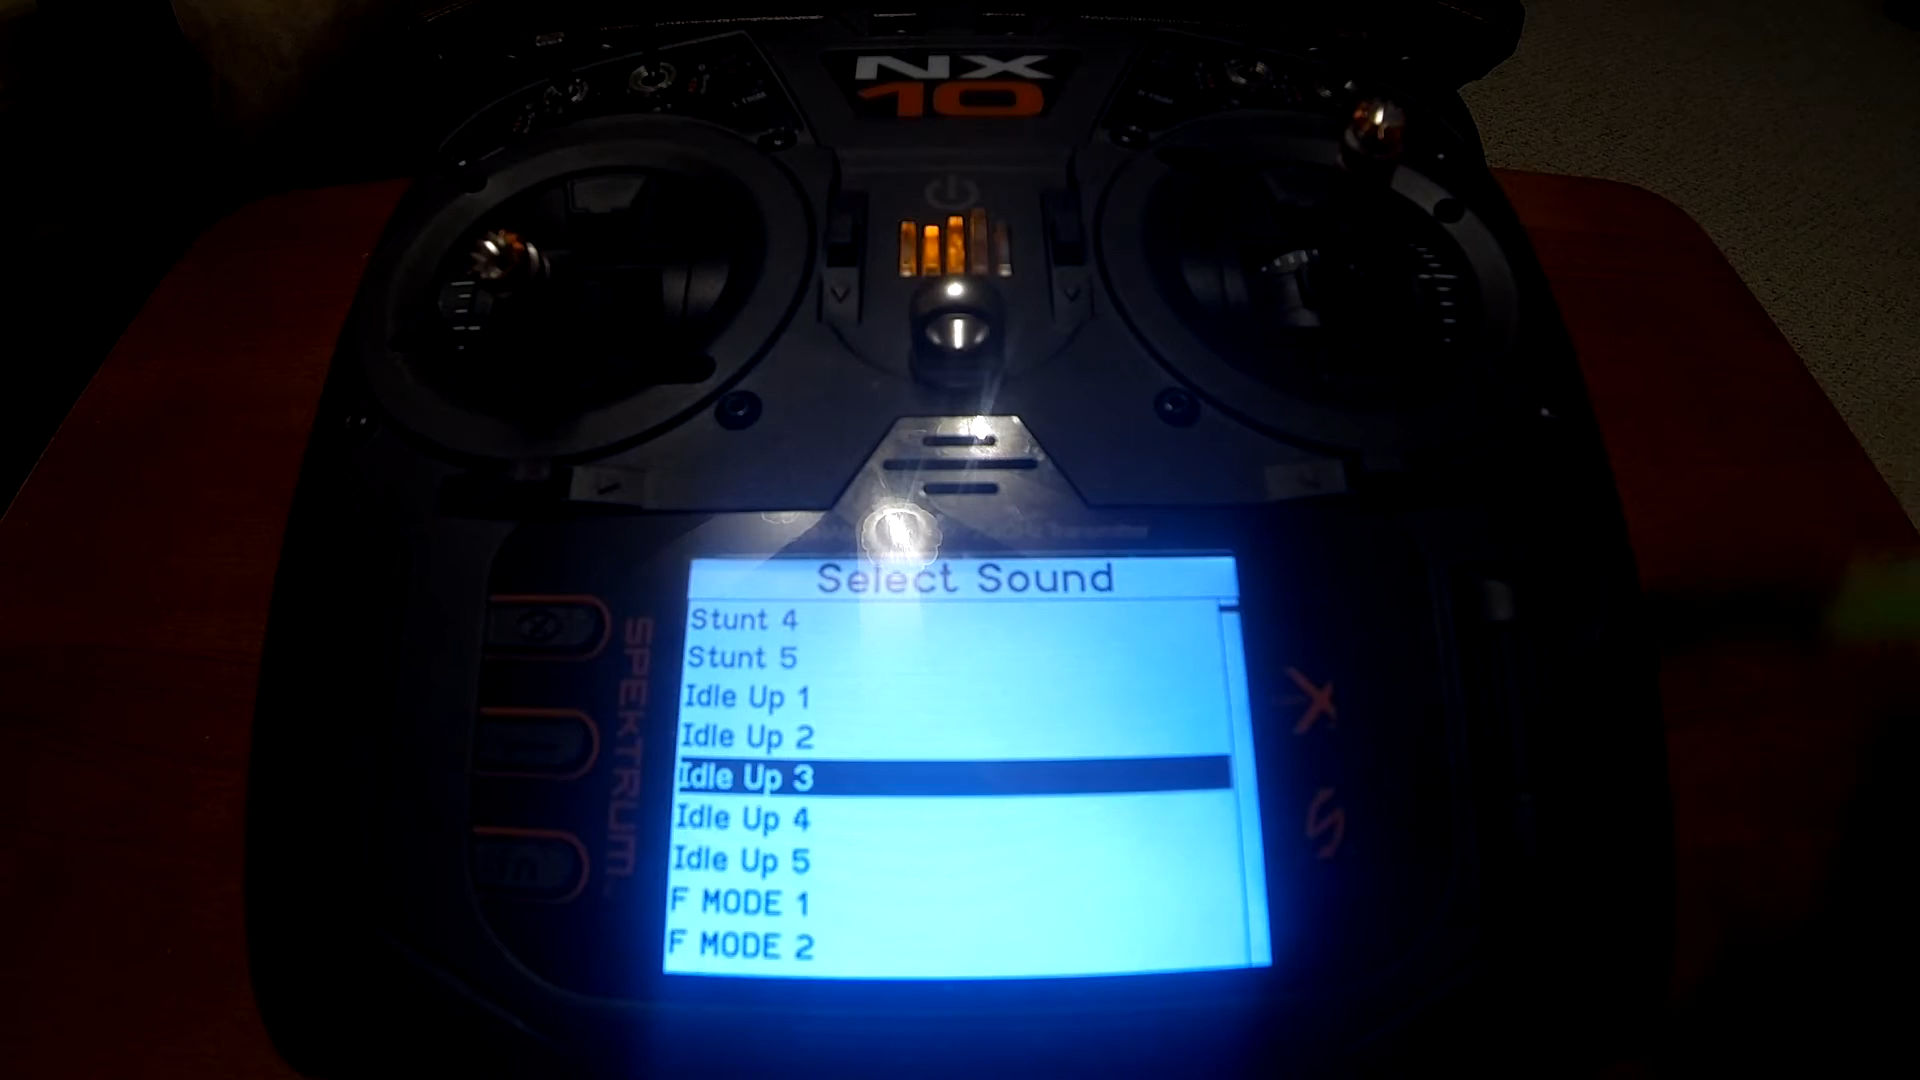 NX
10
Select Sound
Stunt 4
Stunt 5
Idle Up 1
Idle Up 2
Idle Up 3
Idle Up 4
Idle Up 5
F MODE 1
F MODE 2
SPEKTRUM